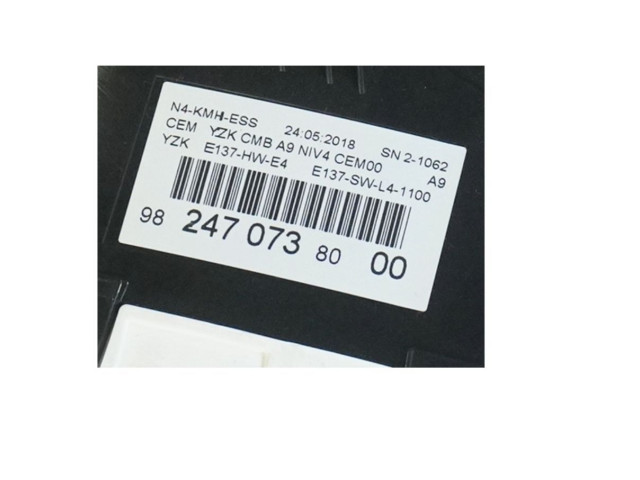 N4-KMH-ESS 24:05:2018 SN 2-1062
CEM YZK CMB A9 NIV4 CEM00 A9
YZK E137-HW-E4 E137-SW-L4-1100
98 247 073 80 00